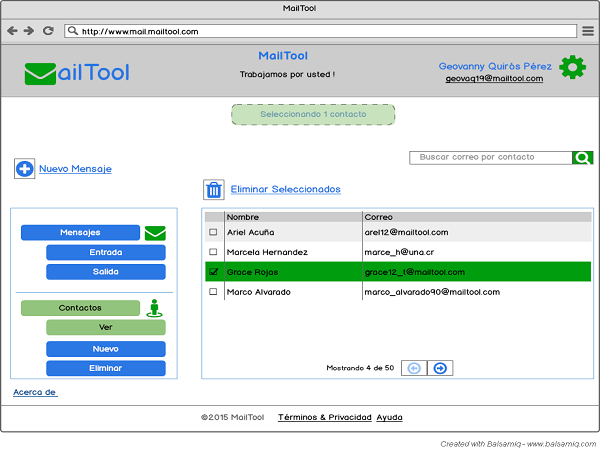 MailTool
http://www.mail.mailtool.com
MailTool
Trabajamos por usted !
ailTool
Geovanny Quirós Pérez
geovaq19@mailtool.com
Seleccionando 1 contacto
Buscar correo por contacto
Nuevo Mensaje
Eliminar Seleccionados
Nombre Correo
Ariel Acuña arel12@mailtool.com
Marcela Hernandez marce_h@una.cr
Grace Rojas grace12_t@mailtool.com
Marco Alvarado marco_alvarado90@mailtool.com
Mensajes
Entrada
Salida
Contactos
Ver
Nuevo
Eliminar
Mostrando 4 de 50
Acerca de
©2015 MailTool Términos & Privacidad Ayuda
Created with Balsamiq - www.balsamiq.com